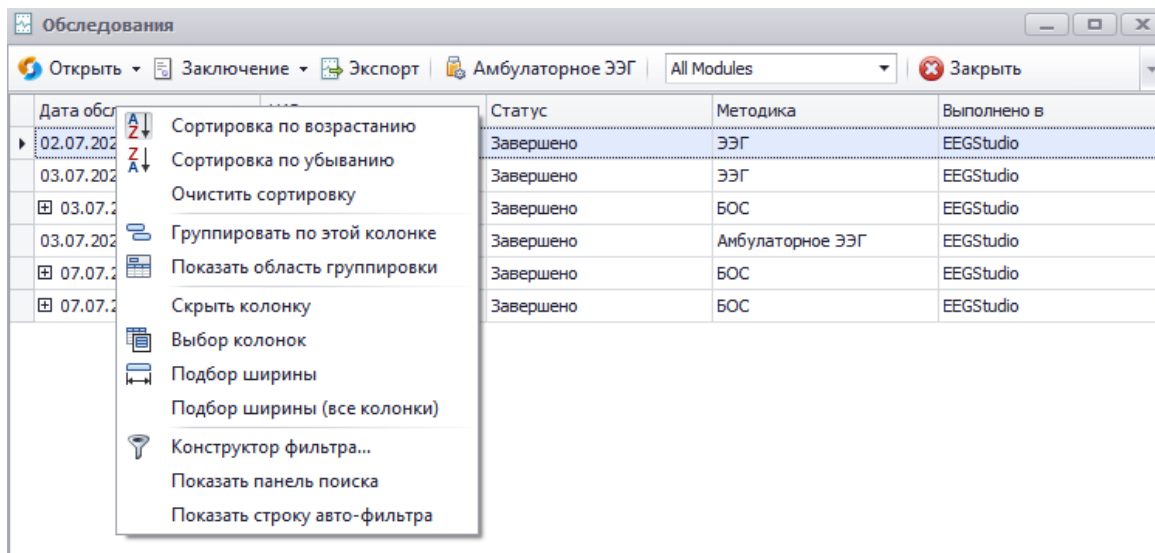 Обследования
Открыть Заключение Экспорт Амбулаторное ЭЭГ All Modules Закрыть
Статус Методика Выполнено в
Завершено ЭЭГ EEGStudio
Завершено ЭЭГ EEGStudio
Завершено БОС EEGStudio
Завершено Амбулаторное ЭЭГ EEGStudio
Завершено БОС EEGStudio
Завершено БОС EEGStudio
Дата
Сортировка по возрастанию
Сортировка по убыванию
Очистить сортировку
Группировать по этой колонке
Показать область группировки
Скрыть колонку
Выбор колонок
Подбор ширины
Подбор ширины (все колонки)
Конструктор фильтра...
Показать панель поиска
Показать строку авто-фильтра